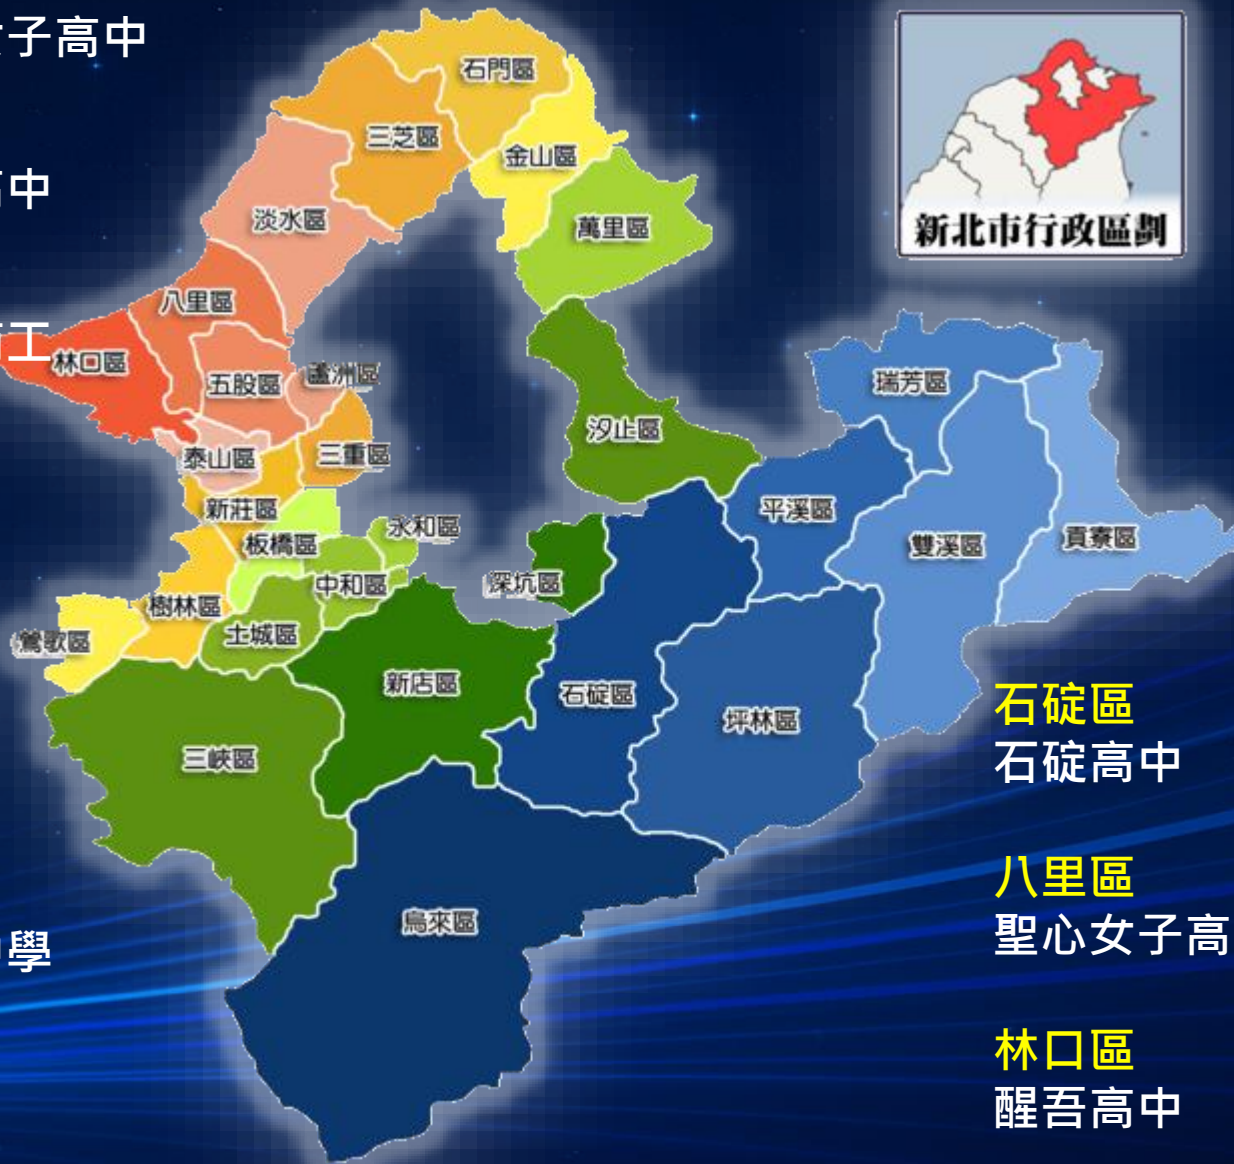 女子高中
高中
商工
中學
新北市行政區劃
石門區
三芝區
金山區
淡水區
萬里區
八里區
林口區
五股區
蘆洲區
瑞芳區
汐止區
泰山區
三重區
新莊區
平溪區
永和區
板橋區
雙溪區
貢寮區
中和區
深坑區
樹林區
土城區
鶯歌區
新店區
石碇區
坪林區
三峽區
烏來區
石碇區
石碇高中
八里區
聖心女子高
林口區
醒吾高中